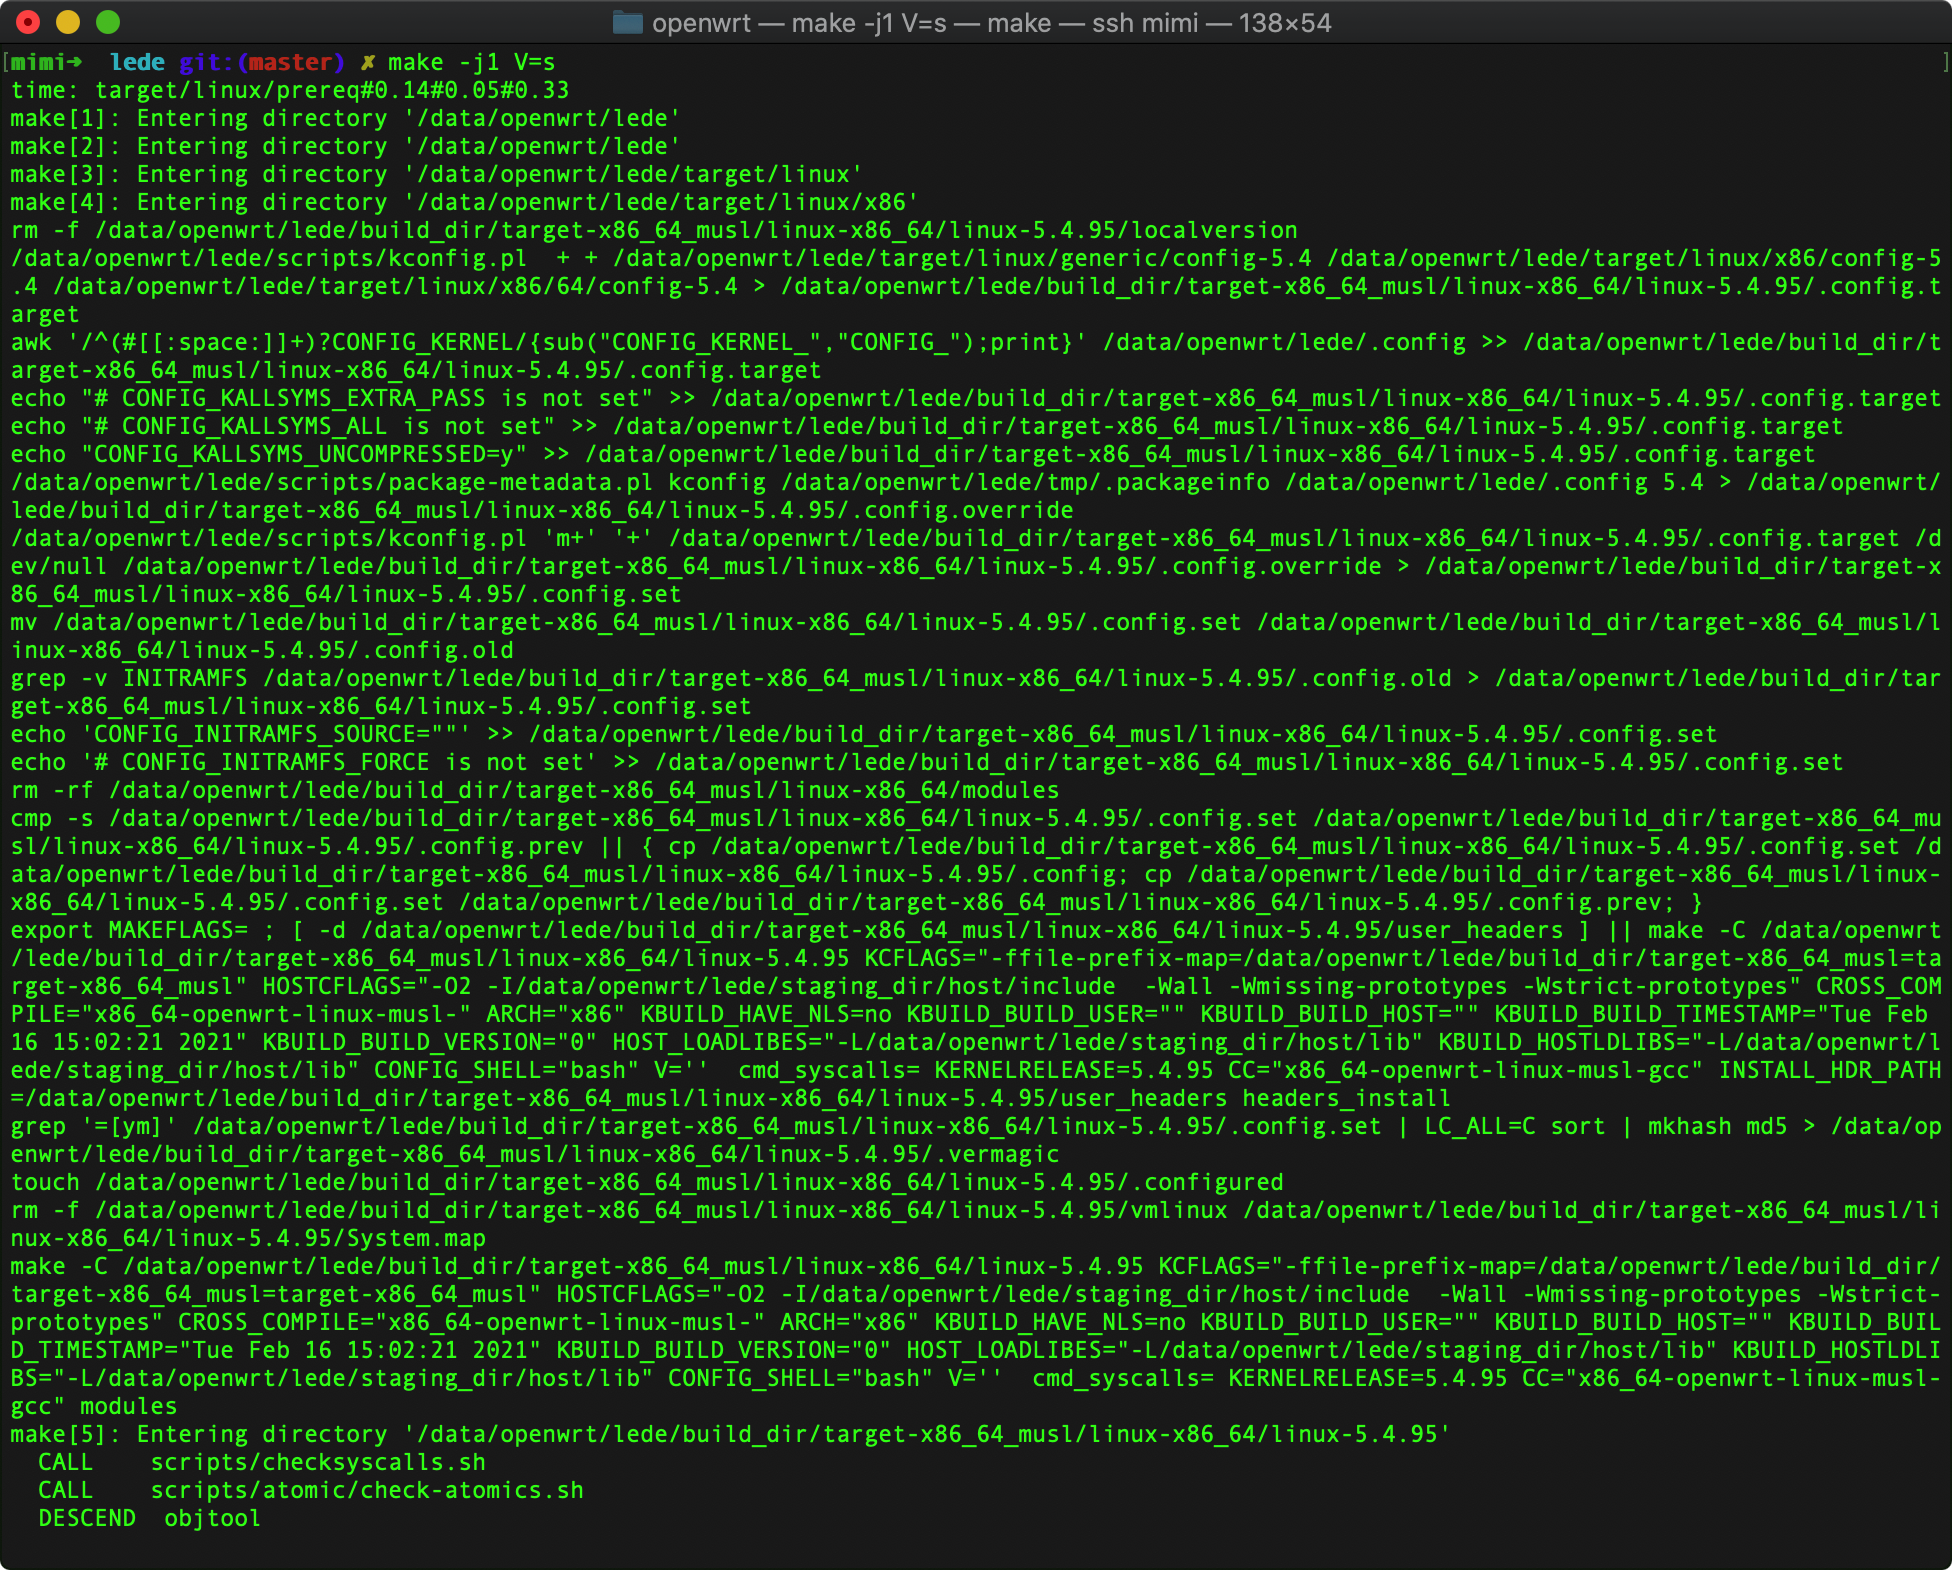 openwrt — make -j1 V=s — make — ssh mimi — 138×54
[mimi➜  lede git:(master) ✗ make -j1 V=s ]
time: target/linux/prereq#0.14#0.05#0.33
make[1]: Entering directory '/data/openwrt/lede'
make[2]: Entering directory '/data/openwrt/lede'
make[3]: Entering directory '/data/openwrt/lede/target/linux'
make[4]: Entering directory '/data/openwrt/lede/target/linux/x86'
rm -f /data/openwrt/lede/build_dir/target-x86_64_musl/linux-x86_64/linux-5.4.95/localversion
/data/openwrt/lede/scripts/kconfig.pl  + + /data/openwrt/lede/target/linux/generic/config-5.4 /data/openwrt/lede/target/linux/x86/config-5
.4 /data/openwrt/lede/target/linux/x86/64/config-5.4 > /data/openwrt/lede/build_dir/target-x86_64_musl/linux-x86_64/linux-5.4.95/.config.t
arget
awk '/^(#[[:space:]]+)?CONFIG_KERNEL/{sub("CONFIG_KERNEL_","CONFIG_");print}' /data/openwrt/lede/.config >> /data/openwrt/lede/build_dir/t
arget-x86_64_musl/linux-x86_64/linux-5.4.95/.config.target
echo "# CONFIG_KALLSYMS_EXTRA_PASS is not set" >> /data/openwrt/lede/build_dir/target-x86_64_musl/linux-x86_64/linux-5.4.95/.config.target
echo "# CONFIG_KALLSYMS_ALL is not set" >> /data/openwrt/lede/build_dir/target-x86_64_musl/linux-x86_64/linux-5.4.95/.config.target
echo "CONFIG_KALLSYMS_UNCOMPRESSED=y" >> /data/openwrt/lede/build_dir/target-x86_64_musl/linux-x86_64/linux-5.4.95/.config.target
/data/openwrt/lede/scripts/package-metadata.pl kconfig /data/openwrt/lede/tmp/.packageinfo /data/openwrt/lede/.config 5.4 > /data/openwrt/
lede/build_dir/target-x86_64_musl/linux-x86_64/linux-5.4.95/.config.override
/data/openwrt/lede/scripts/kconfig.pl 'm+' '+' /data/openwrt/lede/build_dir/target-x86_64_musl/linux-x86_64/linux-5.4.95/.config.target /d
ev/null /data/openwrt/lede/build_dir/target-x86_64_musl/linux-x86_64/linux-5.4.95/.config.override > /data/openwrt/lede/build_dir/target-x
86_64_musl/linux-x86_64/linux-5.4.95/.config.set
mv /data/openwrt/lede/build_dir/target-x86_64_musl/linux-x86_64/linux-5.4.95/.config.set /data/openwrt/lede/build_dir/target-x86_64_musl/l
inux-x86_64/linux-5.4.95/.config.old
grep -v INITRAMFS /data/openwrt/lede/build_dir/target-x86_64_musl/linux-x86_64/linux-5.4.95/.config.old > /data/openwrt/lede/build_dir/tar
get-x86_64_musl/linux-x86_64/linux-5.4.95/.config.set
echo 'CONFIG_INITRAMFS_SOURCE=""' >> /data/openwrt/lede/build_dir/target-x86_64_musl/linux-x86_64/linux-5.4.95/.config.set
echo '# CONFIG_INITRAMFS_FORCE is not set' >> /data/openwrt/lede/build_dir/target-x86_64_musl/linux-x86_64/linux-5.4.95/.config.set
rm -rf /data/openwrt/lede/build_dir/target-x86_64_musl/linux-x86_64/modules
cmp -s /data/openwrt/lede/build_dir/target-x86_64_musl/linux-x86_64/linux-5.4.95/.config.set /data/openwrt/lede/build_dir/target-x86_64_mu
sl/linux-x86_64/linux-5.4.95/.config.prev || { cp /data/openwrt/lede/build_dir/target-x86_64_musl/linux-x86_64/linux-5.4.95/.config.set /d
ata/openwrt/lede/build_dir/target-x86_64_musl/linux-x86_64/linux-5.4.95/.config; cp /data/openwrt/lede/build_dir/target-x86_64_musl/linux-
x86_64/linux-5.4.95/.config.set /data/openwrt/lede/build_dir/target-x86_64_musl/linux-x86_64/linux-5.4.95/.config.prev; }
export MAKEFLAGS= ; [ -d /data/openwrt/lede/build_dir/target-x86_64_musl/linux-x86_64/linux-5.4.95/user_headers ] || make -C /data/openwrt
/lede/build_dir/target-x86_64_musl/linux-x86_64/linux-5.4.95 KCFLAGS="-ffile-prefix-map=/data/openwrt/lede/build_dir/target-x86_64_musl=ta
rget-x86_64_musl" HOSTCFLAGS="-O2 -I/data/openwrt/lede/staging_dir/host/include  -Wall -Wmissing-prototypes -Wstrict-prototypes" CROSS_COM
PILE="x86_64-openwrt-linux-musl-" ARCH="x86" KBUILD_HAVE_NLS=no KBUILD_BUILD_USER="" KBUILD_BUILD_HOST="" KBUILD_BUILD_TIMESTAMP="Tue Feb
16 15:02:21 2021" KBUILD_BUILD_VERSION="0" HOST_LOADLIBES="-L/data/openwrt/lede/staging_dir/host/lib" KBUILD_HOSTLDLIBS="-L/data/openwrt/l
ede/staging_dir/host/lib" CONFIG_SHELL="bash" V=''  cmd_syscalls= KERNELRELEASE=5.4.95 CC="x86_64-openwrt-linux-musl-gcc" INSTALL_HDR_PATH
=/data/openwrt/lede/build_dir/target-x86_64_musl/linux-x86_64/linux-5.4.95/user_headers headers_install
grep '=[ym]' /data/openwrt/lede/build_dir/target-x86_64_musl/linux-x86_64/linux-5.4.95/.config.set | LC_ALL=C sort | mkhash md5 > /data/op
enwrt/lede/build_dir/target-x86_64_musl/linux-x86_64/linux-5.4.95/.vermagic
touch /data/openwrt/lede/build_dir/target-x86_64_musl/linux-x86_64/linux-5.4.95/.configured
rm -f /data/openwrt/lede/build_dir/target-x86_64_musl/linux-x86_64/linux-5.4.95/vmlinux /data/openwrt/lede/build_dir/target-x86_64_musl/li
nux-x86_64/linux-5.4.95/System.map
make -C /data/openwrt/lede/build_dir/target-x86_64_musl/linux-x86_64/linux-5.4.95 KCFLAGS="-ffile-prefix-map=/data/openwrt/lede/build_dir/
target-x86_64_musl=target-x86_64_musl" HOSTCFLAGS="-O2 -I/data/openwrt/lede/staging_dir/host/include  -Wall -Wmissing-prototypes -Wstrict-
prototypes" CROSS_COMPILE="x86_64-openwrt-linux-musl-" ARCH="x86" KBUILD_HAVE_NLS=no KBUILD_BUILD_USER="" KBUILD_BUILD_HOST="" KBUILD_BUIL
D_TIMESTAMP="Tue Feb 16 15:02:21 2021" KBUILD_BUILD_VERSION="0" HOST_LOADLIBES="-L/data/openwrt/lede/staging_dir/host/lib" KBUILD_HOSTLDLI
BS="-L/data/openwrt/lede/staging_dir/host/lib" CONFIG_SHELL="bash" V=''  cmd_syscalls= KERNELRELEASE=5.4.95 CC="x86_64-openwrt-linux-musl-
gcc" modules
make[5]: Entering directory '/data/openwrt/lede/build_dir/target-x86_64_musl/linux-x86_64/linux-5.4.95'
  CALL    scripts/checksyscalls.sh
  CALL    scripts/atomic/check-atomics.sh
  DESCEND  objtool